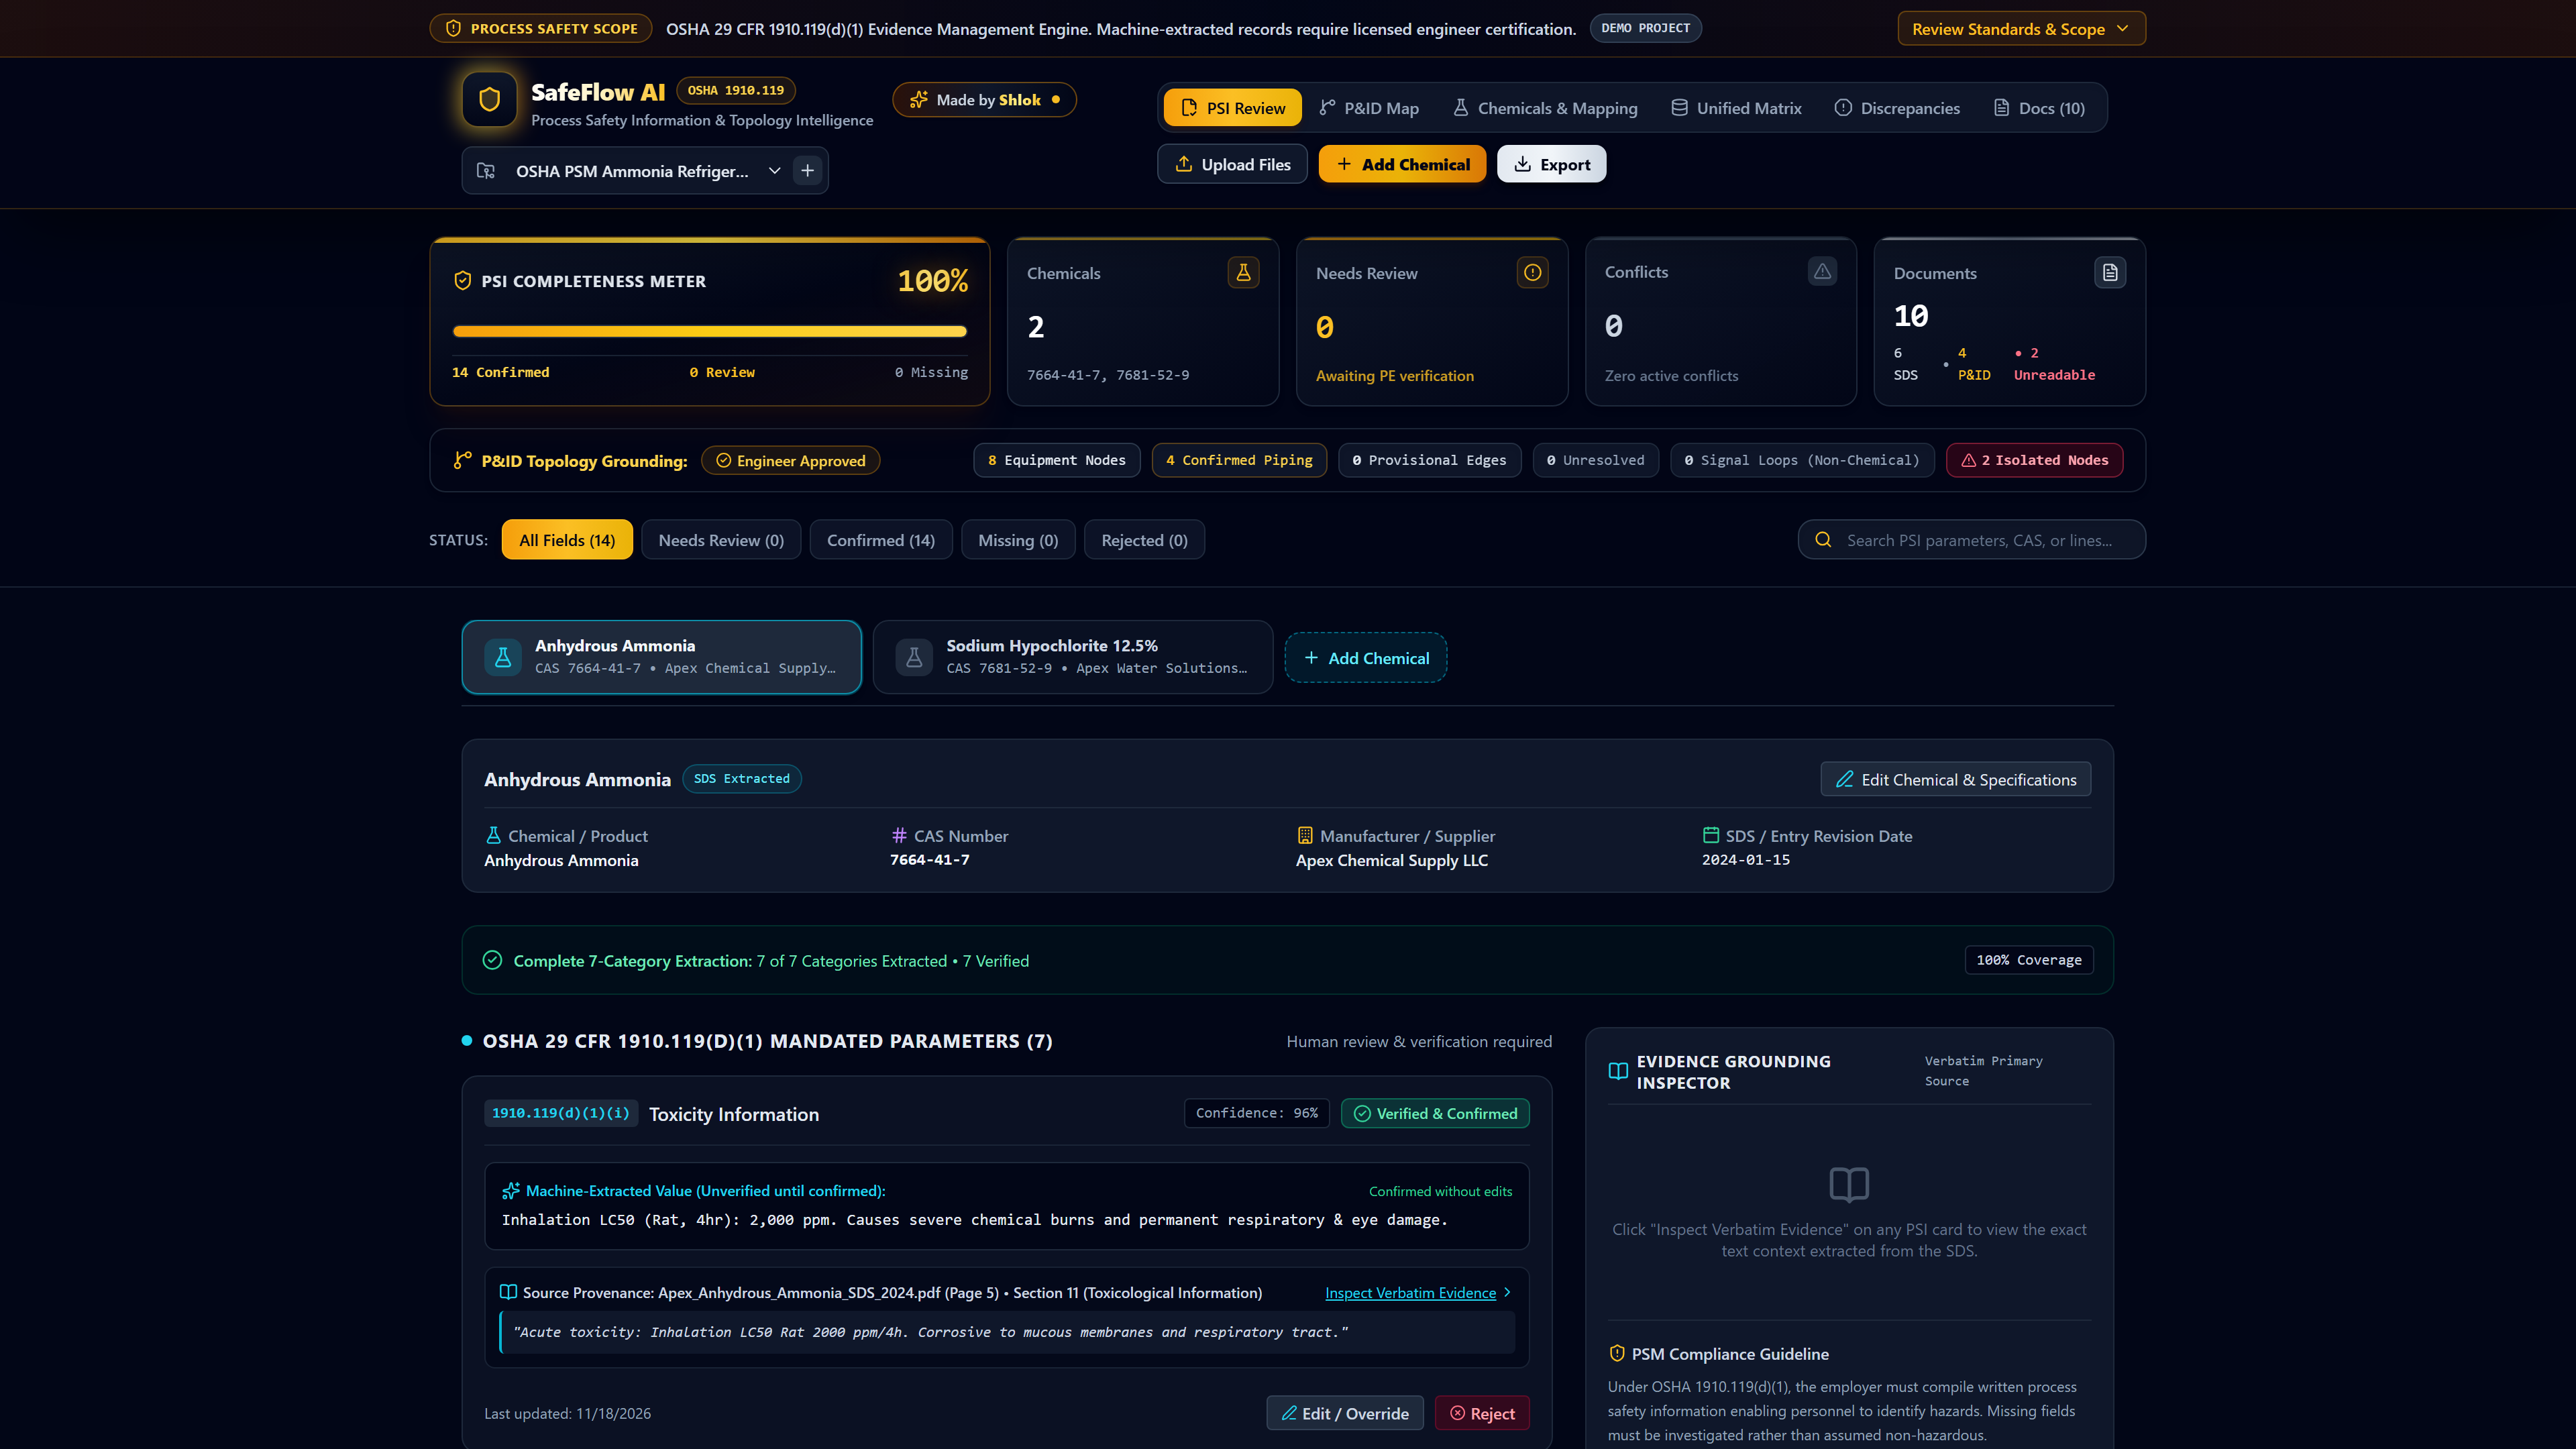 PROCESS SAFETY SCOPE OSHA 29 CFR 1910.119(d)(1) Evidence Management Engine. Machine-extracted records require licensed engineer certification. DEMO PROJECT Review Standards & Scope
SafeFlow AI OSHA 1910.119
Process Safety Information & Topology Intelligence
Made by Shlok
PSI Review P&ID Map Chemicals & Mapping Unified Matrix Discrepancies Docs (10)
OSHA PSM Ammonia Refriger...
Upload Files Add Chemical Export
PSI COMPLETENESS METER 100%
14 Confirmed 0 Review 0 Missing
Chemicals
2
7664-41-7, 7681-52-9
Needs Review
0
Awaiting PE verification
Conflicts
0
Zero active conflicts
Documents
10
6 SDS • 4 P&ID • 2 Unreadable
P&ID Topology Grounding: Engineer Approved 8 Equipment Nodes 4 Confirmed Piping 0 Provisional Edges 0 Unresolved 0 Signal Loops (Non-Chemical) 2 Isolated Nodes
STATUS: All Fields (14) Needs Review (0) Confirmed (14) Missing (0) Rejected (0) Search PSI parameters, CAS, or lines...
Anhydrous Ammonia
CAS 7664-41-7 • Apex Chemical Supply…
Sodium Hypochlorite 12.5%
CAS 7681-52-9 • Apex Water Solutions…
Add Chemical
Anhydrous Ammonia SDS Extracted Edit Chemical & Specifications
Chemical / Product
Anhydrous Ammonia
CAS Number
7664-41-7
Manufacturer / Supplier
Apex Chemical Supply LLC
SDS / Entry Revision Date
2024-01-15
Complete 7-Category Extraction: 7 of 7 Categories Extracted • 7 Verified 100% Coverage
OSHA 29 CFR 1910.119(D)(1) MANDATED PARAMETERS (7) Human review & verification required
1910.119(d)(1)(i) Toxicity Information Confidence: 96% Verified & Confirmed
Machine-Extracted Value (Unverified until confirmed): Confirmed without edits
Inhalation LC50 (Rat, 4hr): 2,000 ppm. Causes severe chemical burns and permanent respiratory & eye damage.
Source Provenance: Apex_Anhydrous_Ammonia_SDS_2024.pdf (Page 5) • Section 11 (Toxicological Information) Inspect Verbatim Evidence
"Acute toxicity: Inhalation LC50 Rat 2000 ppm/4h. Corrosive to mucous membranes and respiratory tract."
Last updated: 11/18/2026 Edit / Override Reject
EVIDENCE GROUNDING
INSPECTOR
Verbatim Primary
Source
Click "Inspect Verbatim Evidence" on any PSI card to view the exact
text context extracted from the SDS.
PSM Compliance Guideline
Under OSHA 1910.119(d)(1), the employer must compile written process
safety information enabling personnel to identify hazards. Missing fields
must be investigated rather than assumed non-hazardous.